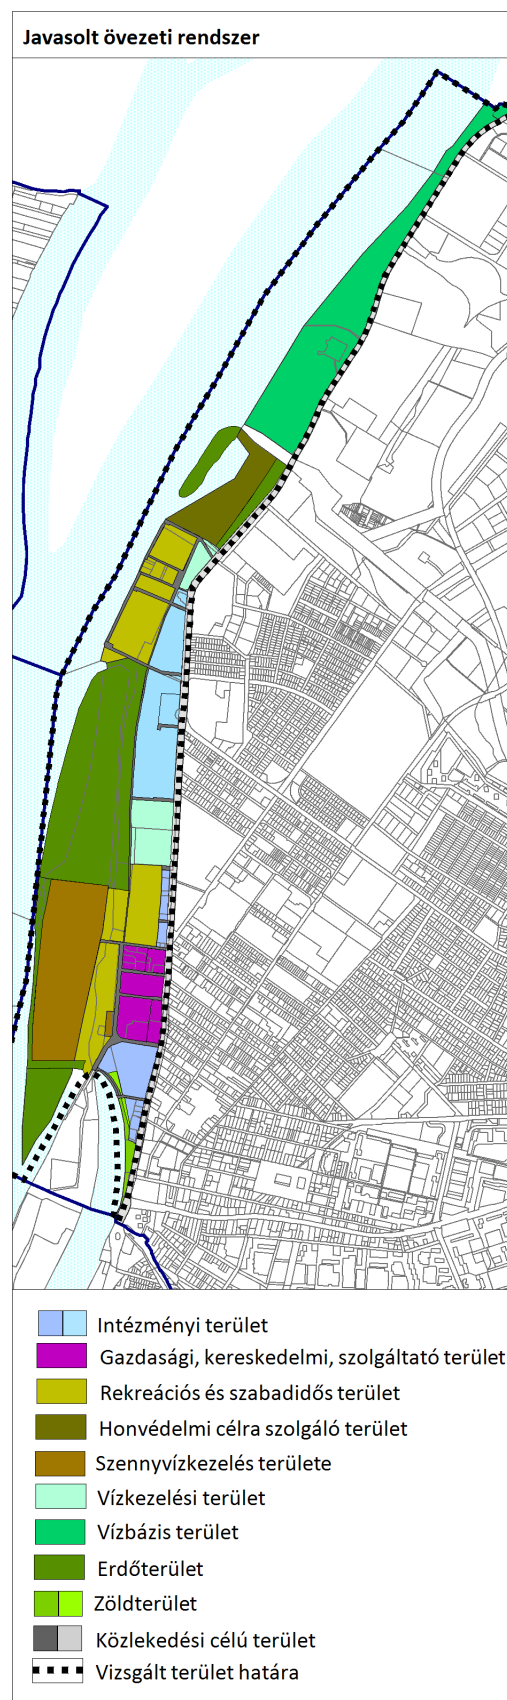 Javasolt övezeti rendszer
Intézményi terület
Gazdasági, kereskedelmi, szolgáltató terület
Rekreációs és szabadidős terület
Honvédelmi célra szolgáló terület
Szennyvízkezelés területe
Vízkezelési terület
Vízbázis terület
Erdőterület
Zöldterület
Közlekedési célú terület
Vizsgált terület határa